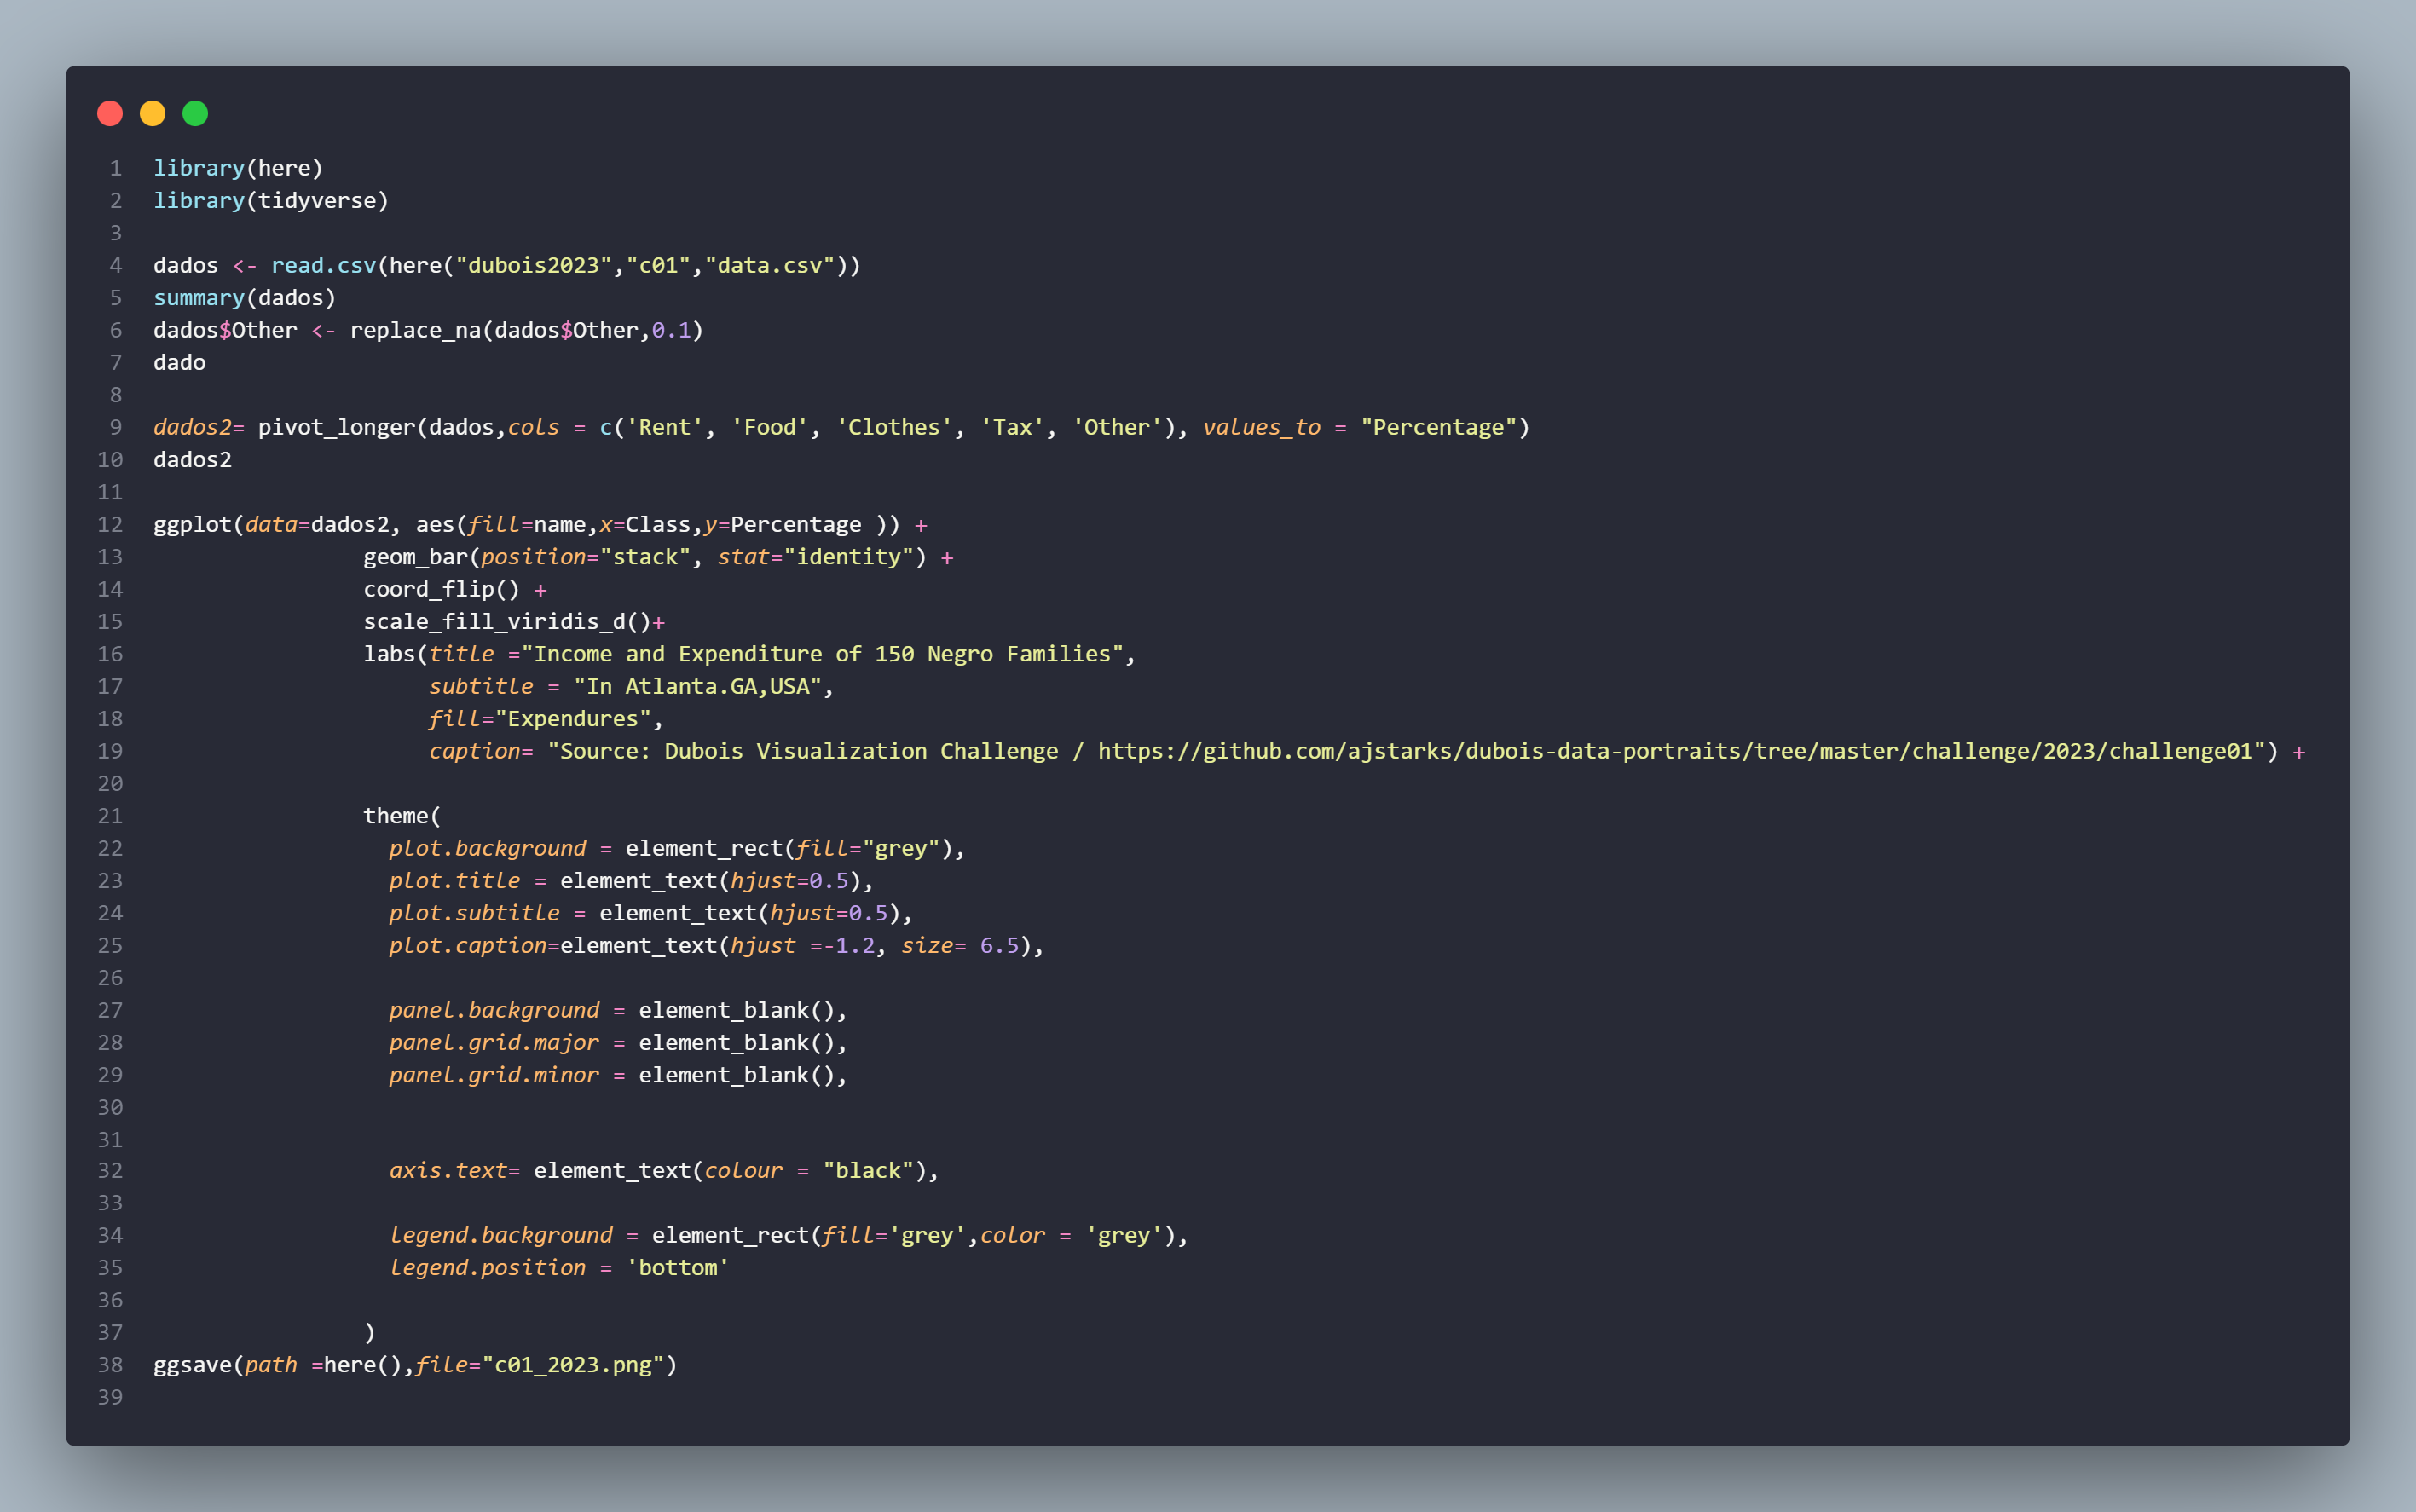 1 library(here)
2 library(tidyverse)
3
4 dados <- read.csv(here("dubois2023","c01","data.csv"))
5 summary(dados)
6 dados$Other <- replace_na(dados$Other,0.1)
7 dado
8
9 dados2= pivot_longer(dados,cols = c('Rent', 'Food', 'Clothes', 'Tax', 'Other'), values_to = "Percentage")
10 dados2
11
12 ggplot(data=dados2, aes(fill=name,x=Class,y=Percentage )) +
13                 geom_bar(position="stack", stat="identity") +
14                 coord_flip() +
15                 scale_fill_viridis_d()+
16                 labs(title ="Income and Expenditure of 150 Negro Families",
17                      subtitle = "In Atlanta.GA,USA",
18                      fill="Expendures",
19                      caption= "Source: Dubois Visualization Challenge / https://github.com/ajstarks/dubois-data-portraits/tree/master/challenge/2023/challenge01") +
20
21                 theme(
22                   plot.background = element_rect(fill="grey"),
23                   plot.title = element_text(hjust=0.5),
24                   plot.subtitle = element_text(hjust=0.5),
25                   plot.caption=element_text(hjust =-1.2, size= 6.5),
26
27                   panel.background = element_blank(),
28                   panel.grid.major = element_blank(),
29                   panel.grid.minor = element_blank(),
30
31
32                   axis.text= element_text(colour = "black"),
33
34                   legend.background = element_rect(fill='grey',color = 'grey'),
35                   legend.position = 'bottom'
36
37                 )
38 ggsave(path =here(),file="c01_2023.png")
39